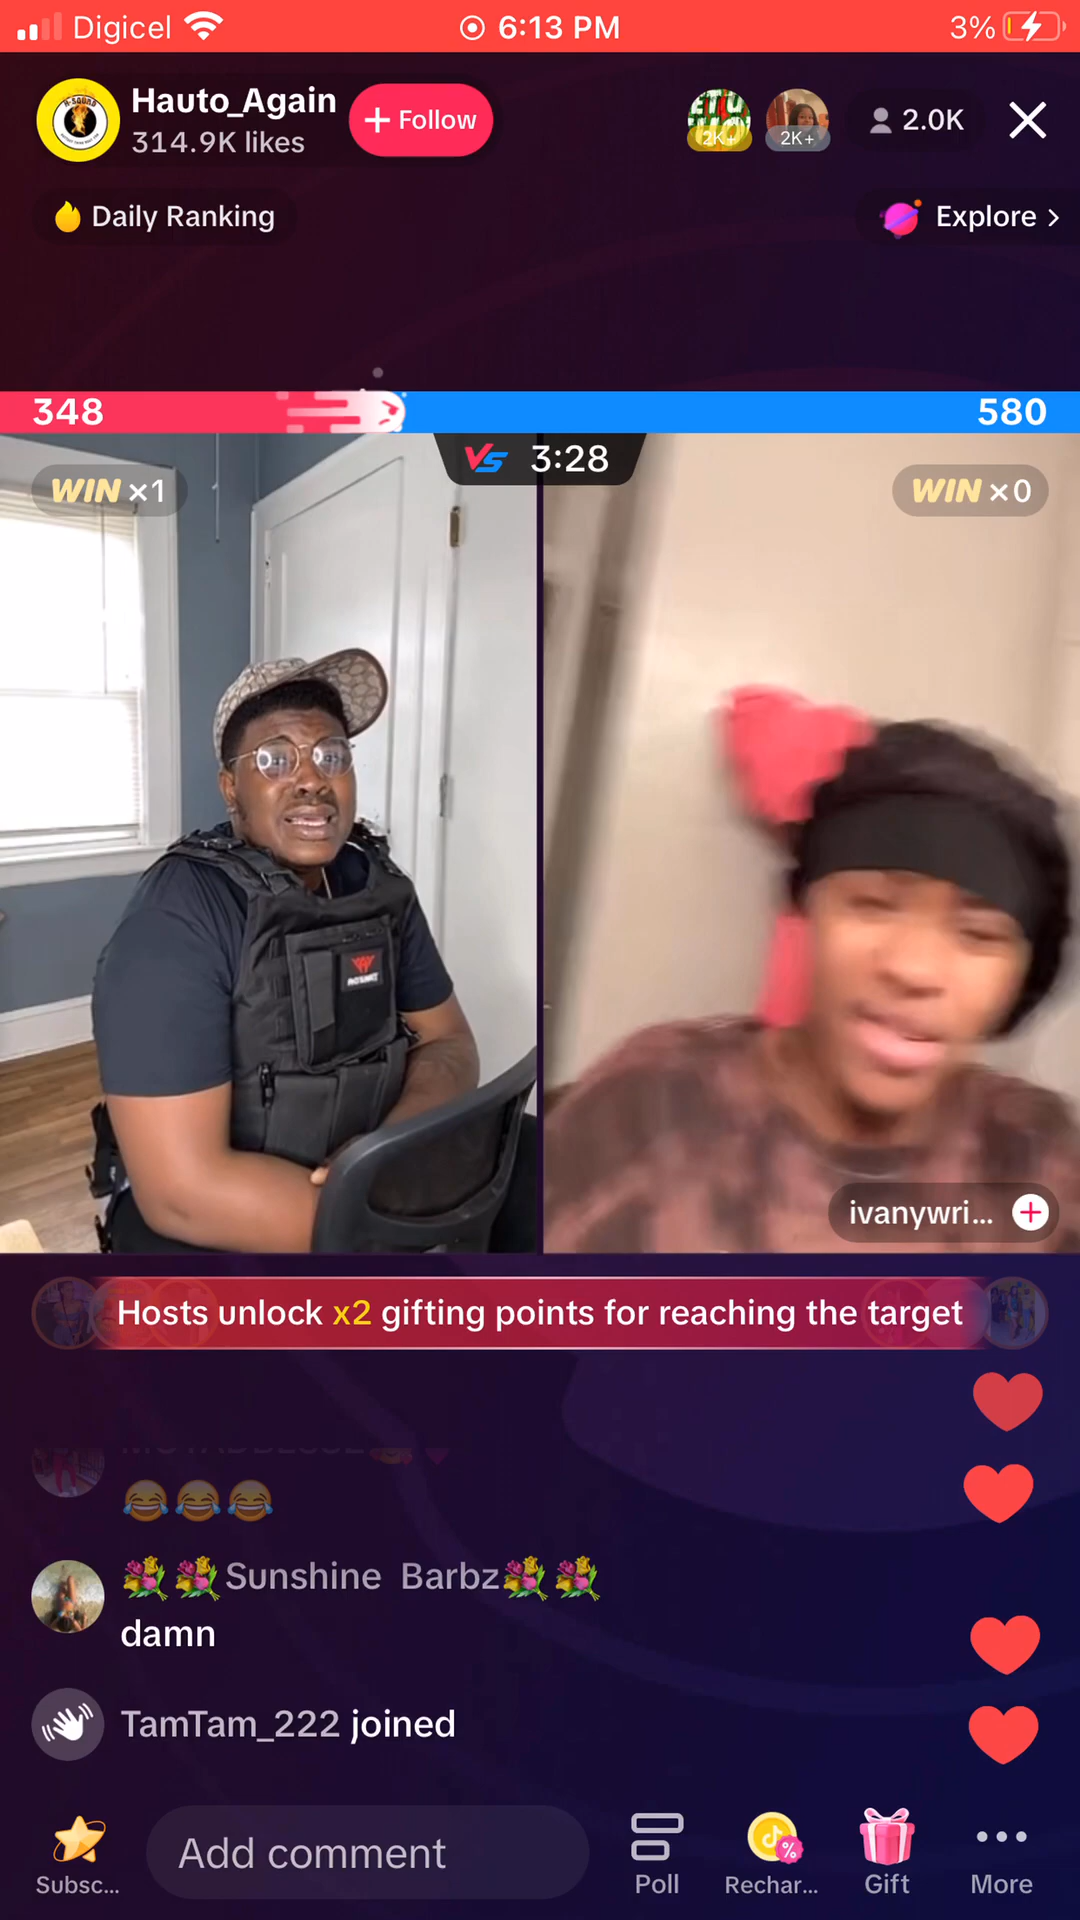 Digicel 6:13 PM 3%
Hauto_Again
314.9K likes
+ Follow
2K+
2K+
2.0K
Daily Ranking
Explore >
348
580
VS 3:28
WIN ×1
WIN ×0
ivanywri...
Hosts unlock x2 gifting points for reaching the target
😂😂😂
💐💐Sunshine Barbz💐💐
damn
TamTam_222 joined
Subsc...
Add comment
Poll
Rechar...
Gift
More